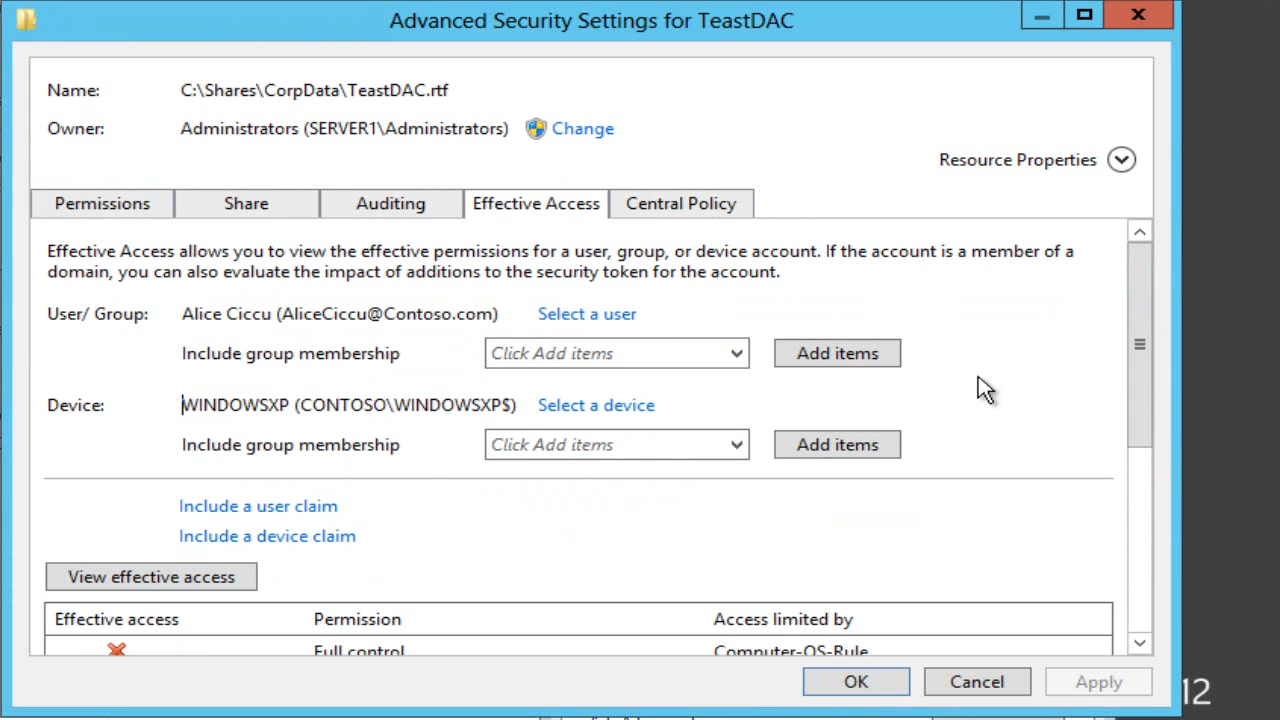 Advanced Security Settings for TeastDAC
Name: C:\Shares\CorpData\TeastDAC.rtf
Owner: Administrators (SERVER1\Administrators) Change
Resource Properties
Permissions Share Auditing Effective Access Central Policy
Effective Access allows you to view the effective permissions for a user, group, or device account. If the account is a member of a
domain, you can also evaluate the impact of additions to the security token for the account.
User/ Group: Alice Ciccu (AliceCiccu@Contoso.com) Select a user
Include group membership Click Add items Add items
Device: WINDOWSXP (CONTOSO\WINDOWSXP$) Select a device
Include group membership Click Add items Add items
Include a user claim
Include a device claim
View effective access
Effective access Permission Access limited by
Full control Computer-OS-Rule
OK Cancel Apply
12